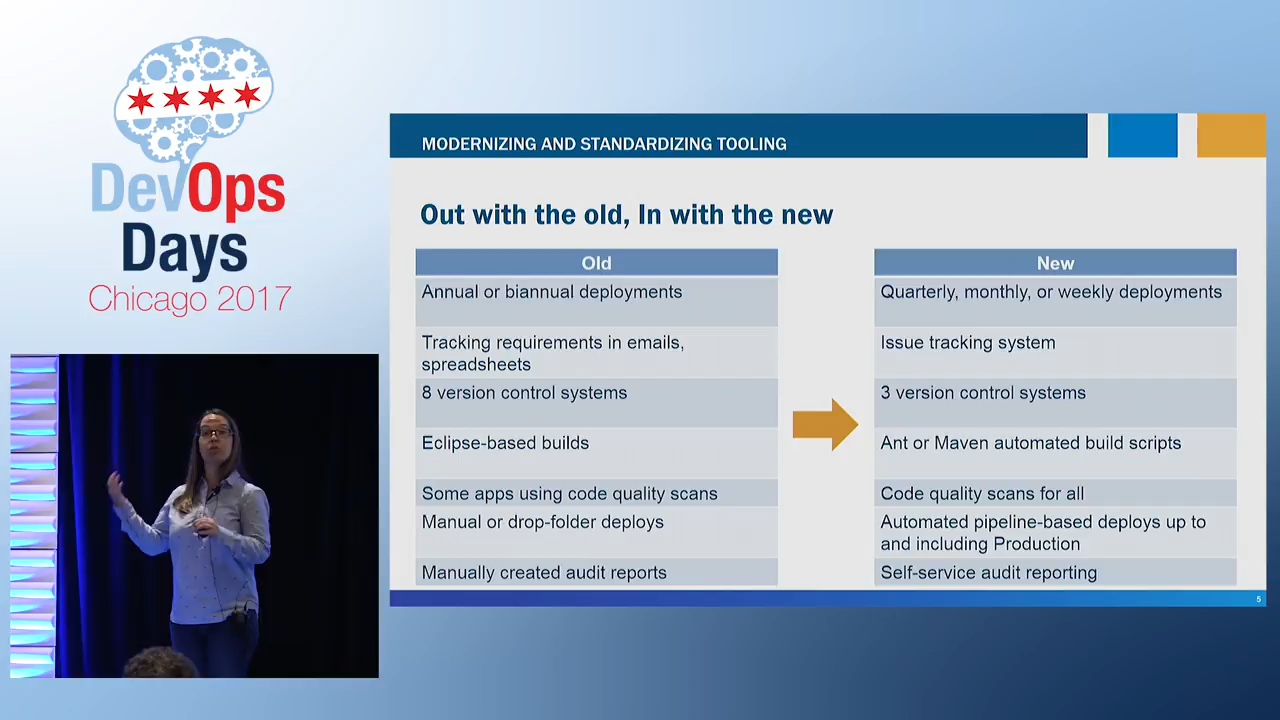 DevOps
Days
Chicago 2017
MODERNIZING AND STANDARDIZING TOOLING
Out with the old, In with the new
Old
New
Annual or biannual deployments
Quarterly, monthly, or weekly deployments
Tracking requirements in emails,
spreadsheets
Issue tracking system
8 version control systems
3 version control systems
Eclipse-based builds
Ant or Maven automated build scripts
Some apps using code quality scans
Code quality scans for all
Manual or drop-folder deploys
Automated pipeline-based deploys up to
and including Production
Manually created audit reports
Self-service audit reporting
5